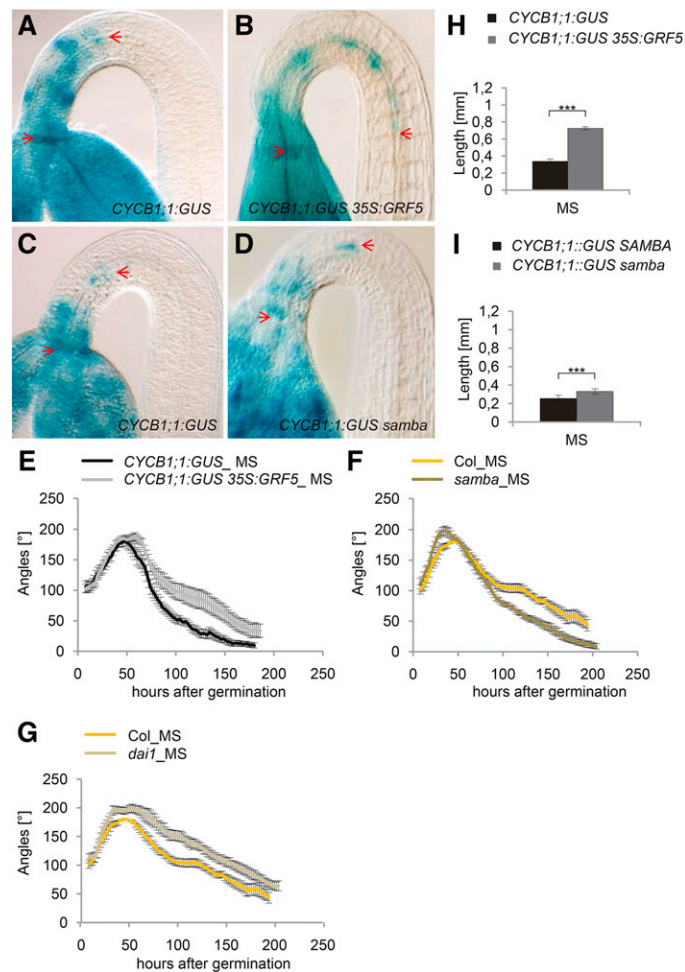 A
CYCB1;1:GUS
B
CYCB1;1:GUS 35S:GRF5
H
CYCB1;1:GUS
CYCB1;1:GUS 35S:GRF5
Length [mm]
1,2
1
0,8
0,6
0,4
0,2
0
***
MS
C
CYCB1;1:GUS
D
CYCB1;1:GUS samba
I
CYCB1;1::GUS SAMBA
CYCB1;1::GUS samba
Length [mm]
1,2
1
0,8
0,6
0,4
0,2
0
***
MS
E
CYCB1;1:GUS_ MS
CYCB1;1:GUS 35S:GRF5_ MS
Angles [°]
250
200
150
100
50
0
0 50 100 150 200 250
hours after germination
F
Col_MS
samba_MS
Angles [°]
250
200
150
100
50
0
0 50 100 150 200 250
hours after germination
G
Col_MS
dai1_MS
Angles [°]
250
200
150
100
50
0
0 50 100 150 200 250
hours after germination